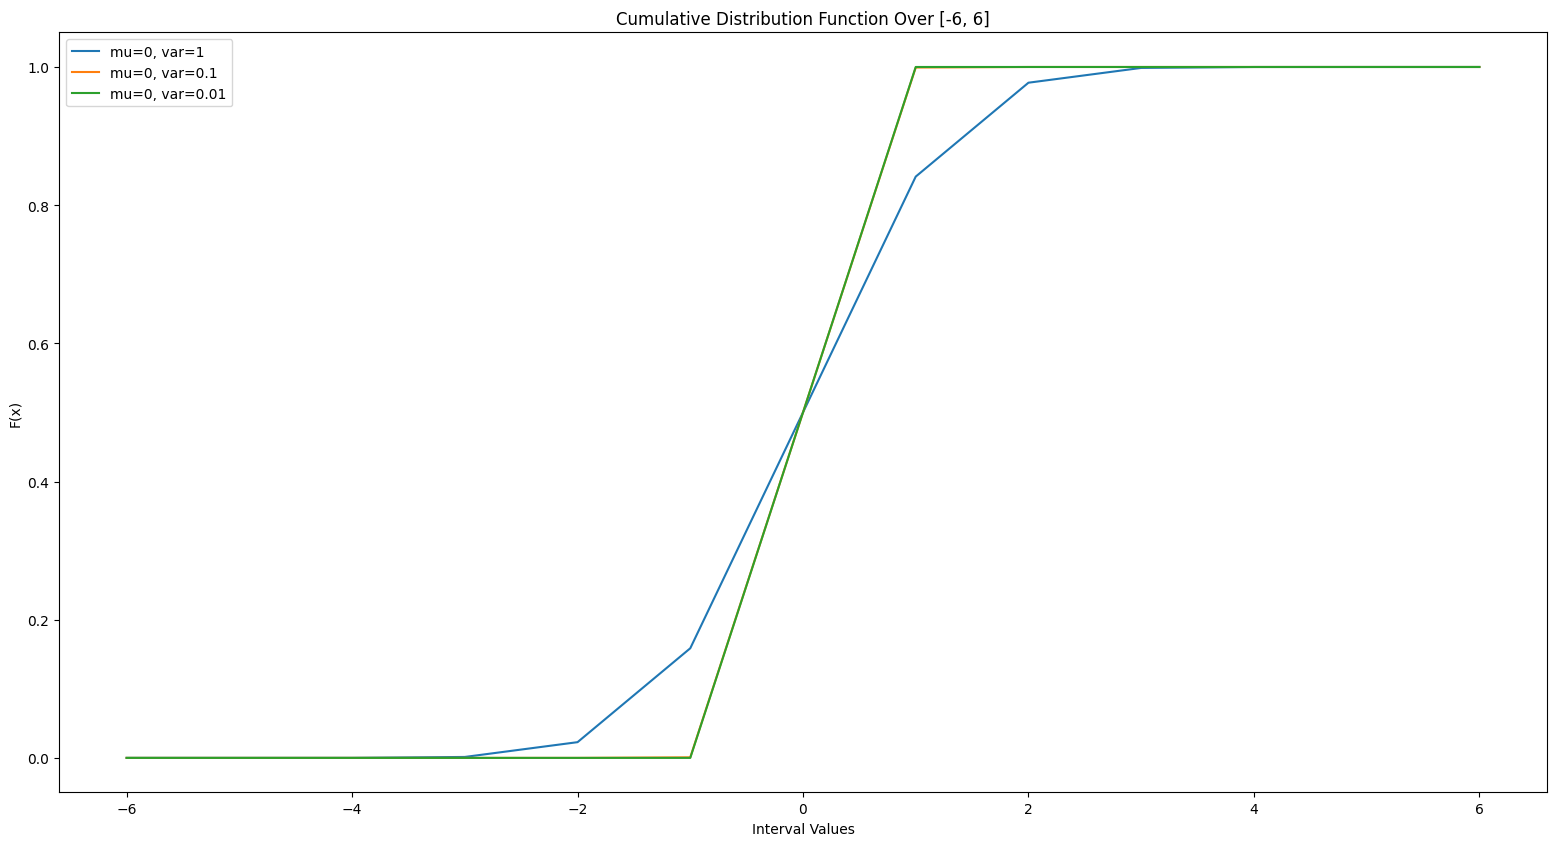 Cumulative Distribution Function Over [-6, 6]
mu=0, var=1
mu=0, var=0.1
mu=0, var=0.01
1.0
0.8
0.6
0.4
0.2
0.0
F(x)
−6 −4 −2 0 2 4 6
Interval Values